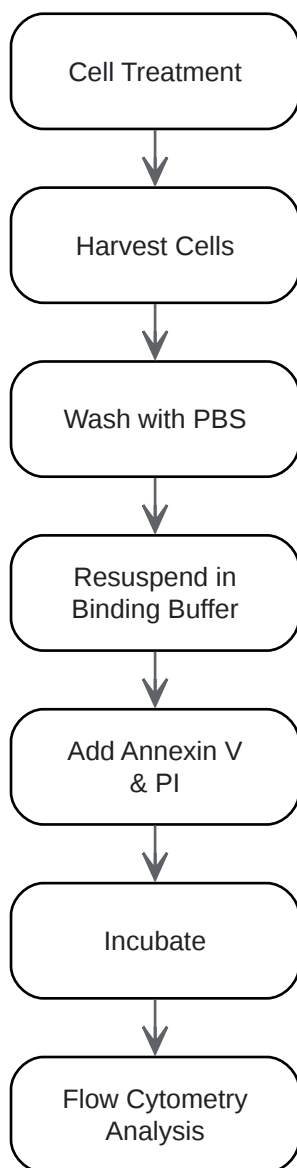 Cell Treatment
Harvest Cells
Wash with PBS
Resuspend in
Binding Buffer
Add Annexin V
& PI
Incubate
Flow Cytometry
Analysis